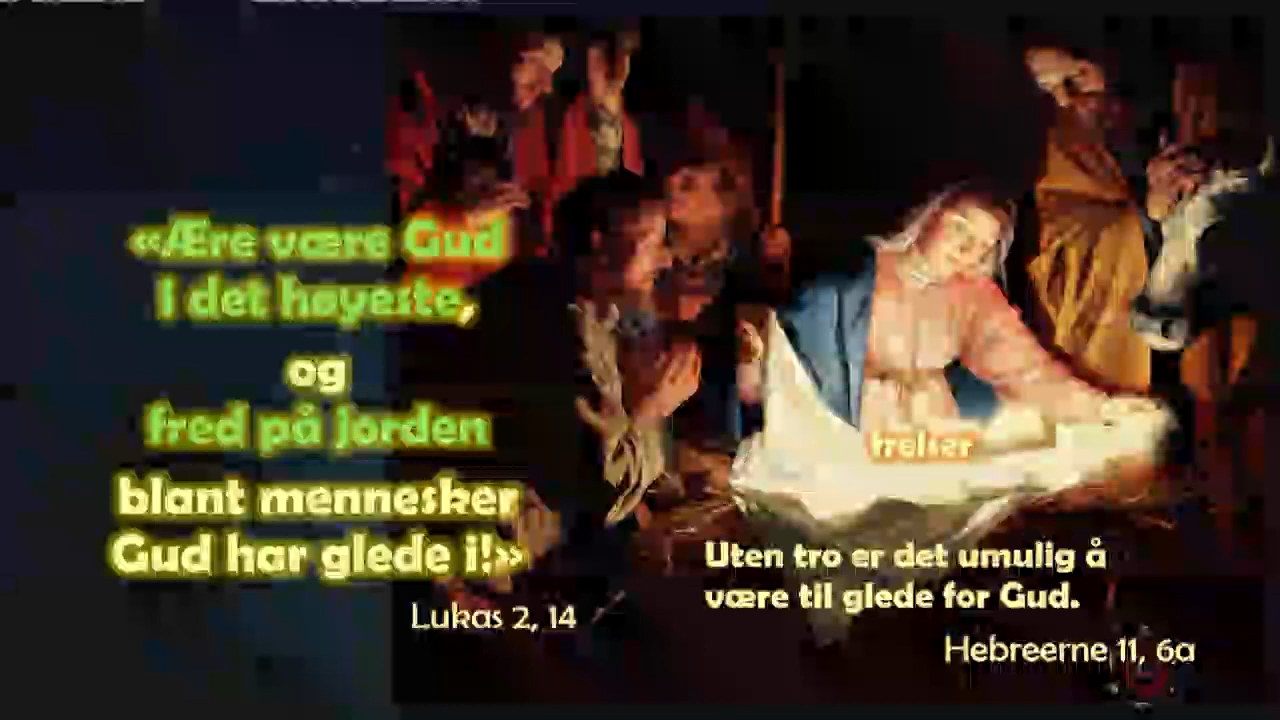 «Ære være Gud
I det høyeste,
og
fred på Jorden
blant mennesker
Gud har glede i!»
Lukas 2, 14
frelser
Uten tro er det umulig å
være til glede for Gud.
Hebreerne 11, 6a